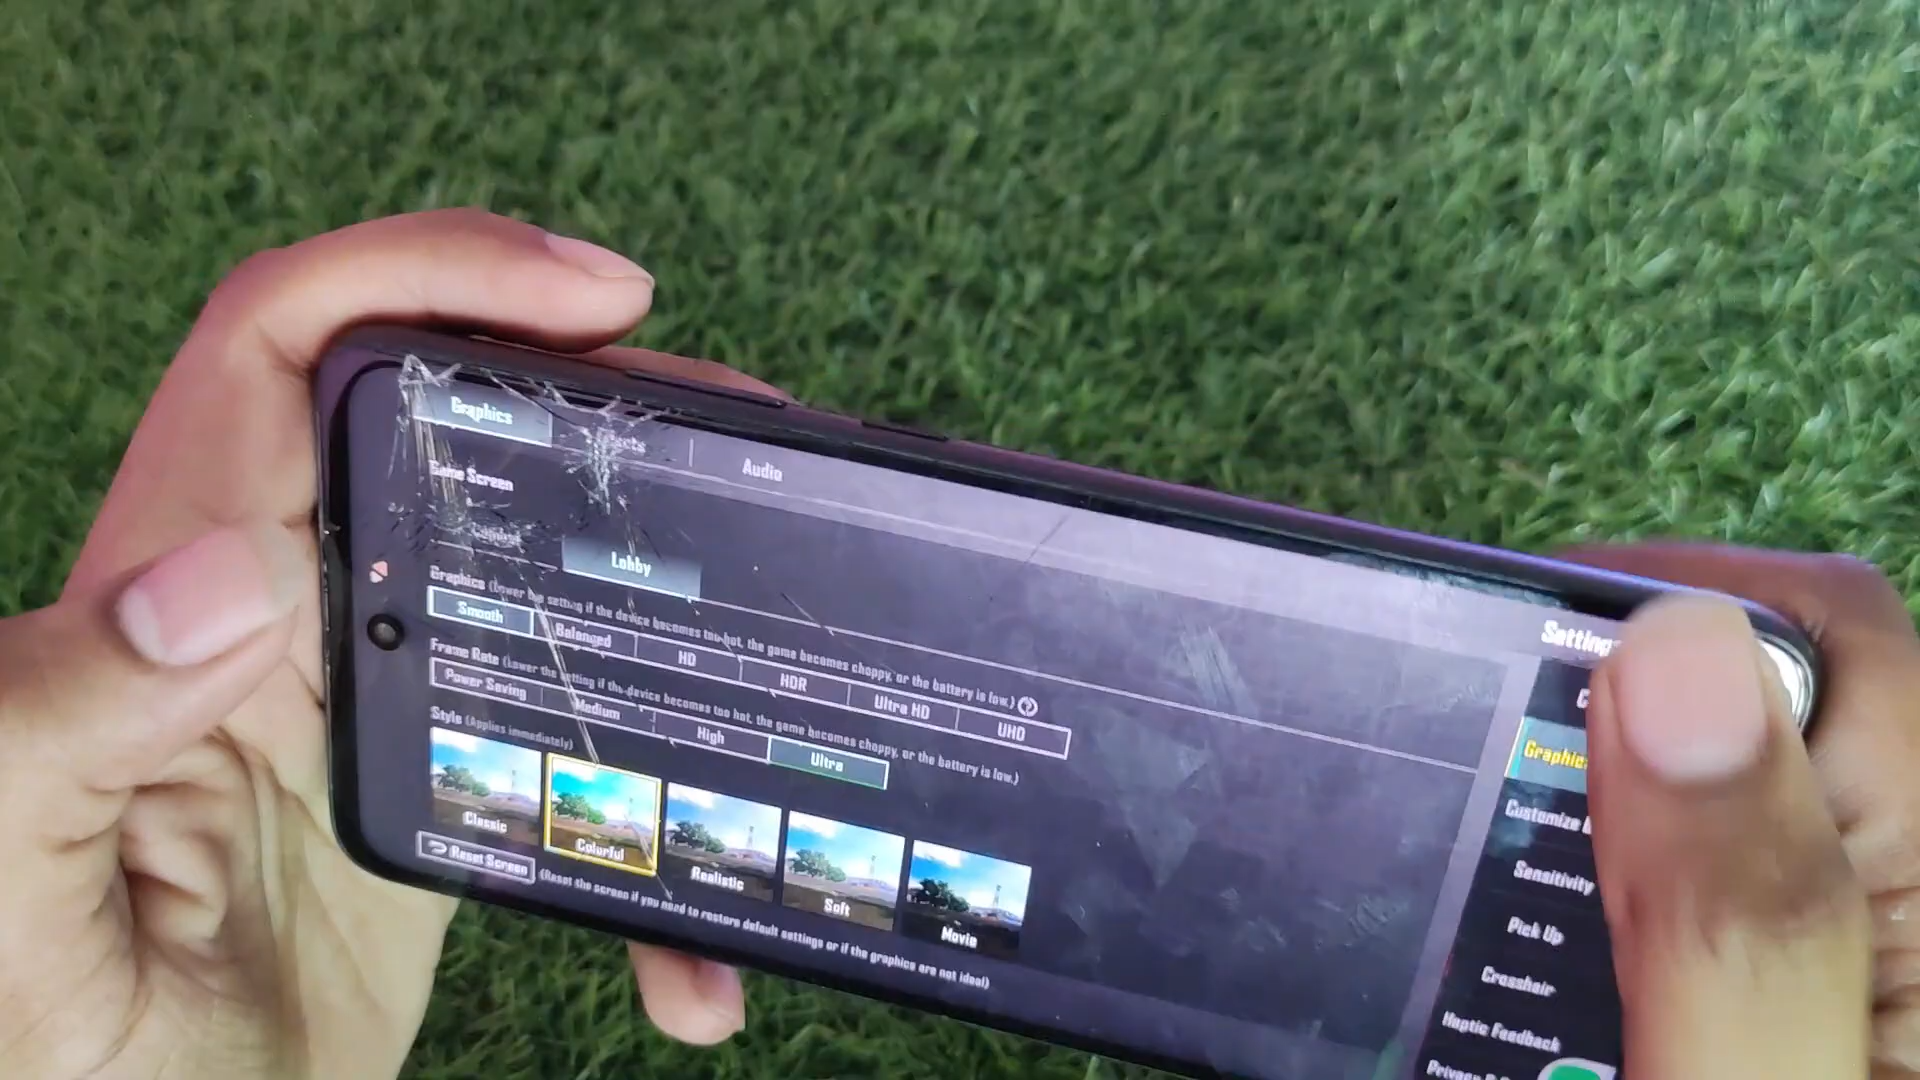 Graphics
Audio
Game Screen
Lobby
Graphics (Lower the setting if the device becomes too hot, the game becomes choppy, or the battery is low.)
Smooth Balanced HD HDR Ultra HD UHD
Frame Rate (Lower the setting if the device becomes too hot, the game becomes choppy, or the battery is low.)
Power Saving Medium High Ultra
Style (Applies immediately)
Classic Colorful Realistic Soft Movie
Reset Screen (Reset the screen if you need to restore default settings or if the graphics are not ideal)
Settings
Graphics
Customize
Sensitivity
Pick Up
Crosshair
Haptic Feedback
Privacy